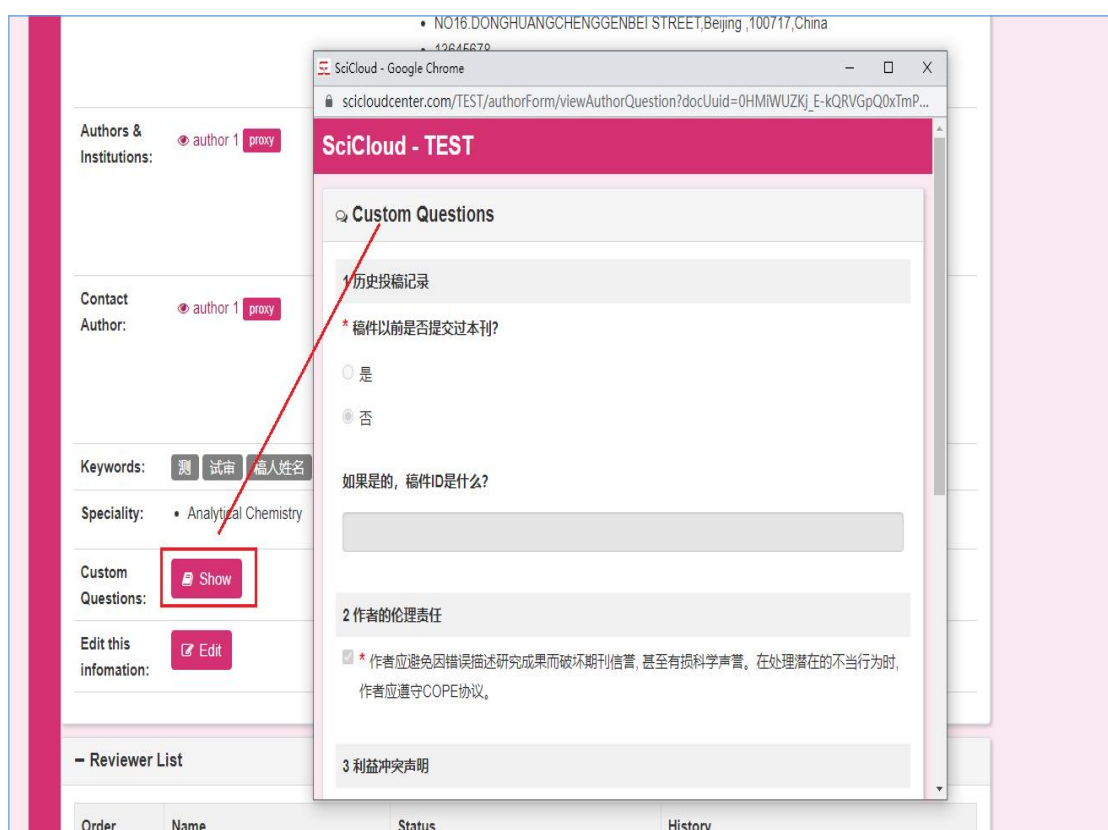 NO16.DONGHUANGCHENGGENBEI STREET,Beijing ,100717,China
13645678
SciCloud - Google Chrome
scicloudcenter.com/TEST/authorForm/viewAuthorQuestion?docUuid=0HMlWUZKj_E-kQRVGpQ0xTmP...
SciCloud - TEST
Custom Questions
1 历史投稿记录
* 稿件以前是否提交过本刊?
是
否
如果是的，稿件ID是什么?
2 作者的伦理责任
* 作者应避免因错误描述研究成果而破坏期刊信誉, 甚至有损科学声誉。在处理潜在的不当行为时,
作者应遵守COPE协议。
3 利益冲突声明
Authors &
Institutions:
author 1 proxy
Contact
Author:
author 1 proxy
Keywords:
测 试审 稿人姓名
Speciality:
Analytical Chemistry
Custom
Questions:
Show
Edit this
infomation:
Edit
Reviewer List
Order Name Status History